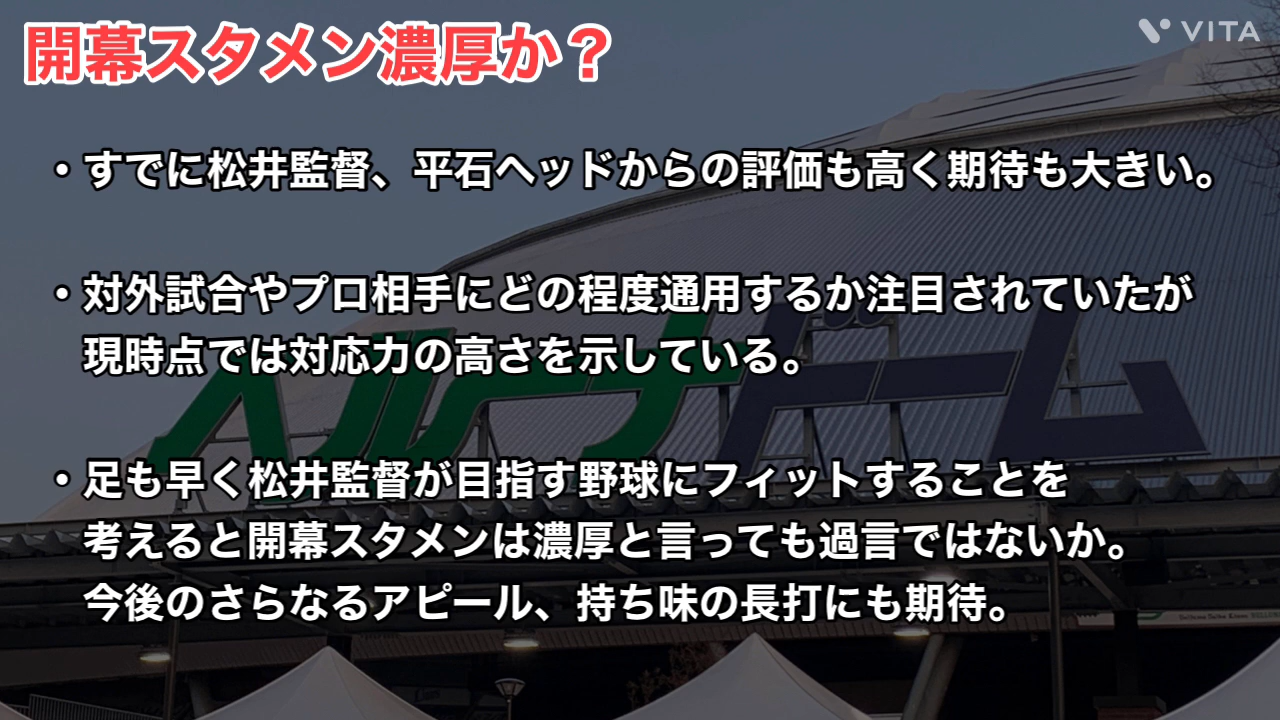 開幕スタメン濃厚か？
VITA
・すでに松井監督、平石ヘッドからの評価も高く期待も大きい。
・対外試合やプロ相手にどの程度通用するか注目されていたが
現時点では対応力の高さを示している。
ベルーナドーム
・足も早く松井監督が目指す野球にフィットすることを
考えると開幕スタメンは濃厚と言っても過言ではないか。
今後のさらなるアピール、持ち味の長打にも期待。